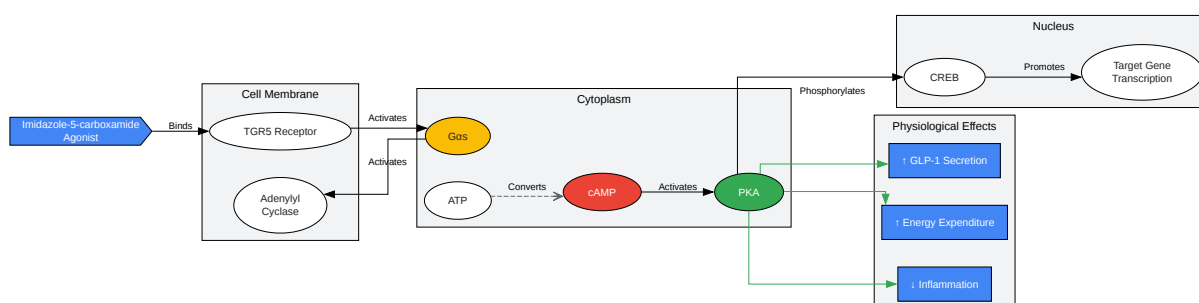 Imidazole-5-carboxamide
Agonist
Binds
Cell Membrane
TGR5 Receptor
Adenylyl
Cyclase
Activates
Activates
Cytoplasm
Gαs
ATP
Converts
cAMP
Activates
PKA
Phosphorylates
Nucleus
CREB
Promotes
Target Gene
Transcription
Physiological Effects
↑ GLP-1 Secretion
↑ Energy Expenditure
↓ Inflammation